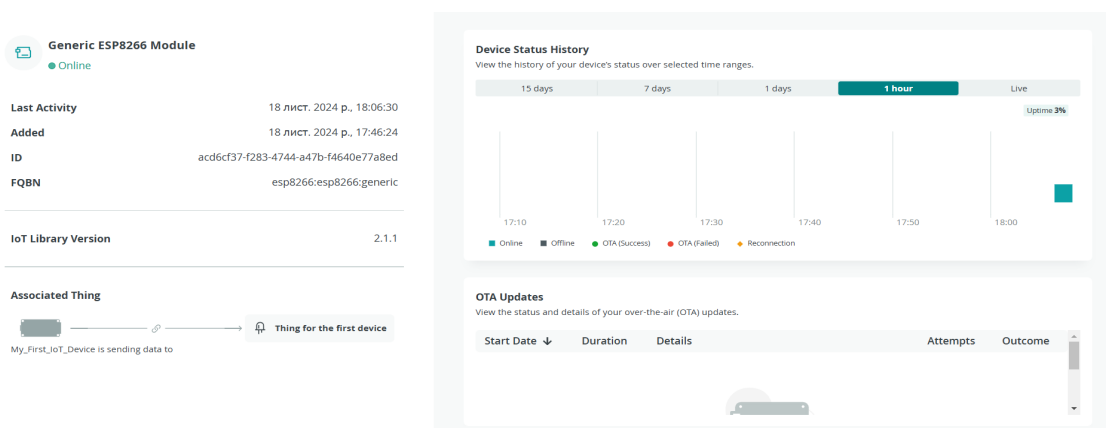 Generic ESP8266 Module
Online
Last Activity 18 лист. 2024 р., 18:06:30
Added 18 лист. 2024 р., 17:46:24
ID acd6cf37-f283-4744-a47b-f4640e77a8ed
FQBN esp8266:esp8266:generic
IoT Library Version 2.1.1
Associated Thing
Thing for the first device
My_First_IoT_Device is sending data to
Device Status History
View the history of your device's status over selected time ranges.
15 days 7 days 1 days 1 hour Live
Uptime 3%
17:10 17:20 17:30 17:40 17:50 18:00
Online Offline OTA (Success) OTA (Failed) Reconnection
OTA Updates
View the status and details of your over-the-air (OTA) updates.
Start Date Duration Details Attempts Outcome